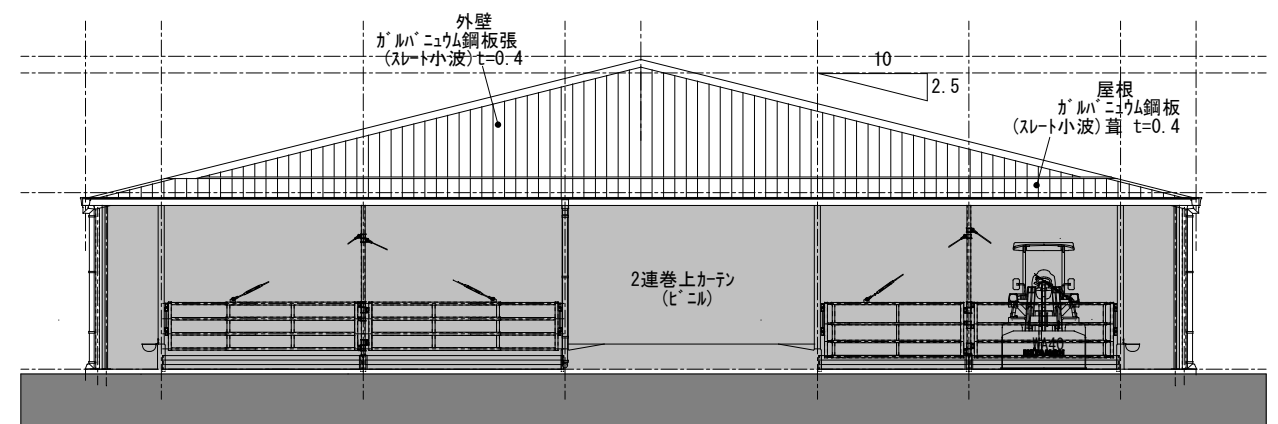 外壁
ｶﾞﾙﾊﾞﾆｭｳﾑ鋼板張
(ｽﾚｰﾄ小波)t=0.4
10
2.5
屋根
ｶﾞﾙﾊﾞﾆｭｳﾑ鋼板
(ｽﾚｰﾄ小波)葺 t=0.4
2連巻上ｶｰﾃﾝ
(ﾋﾞﾆﾙ)
WA40